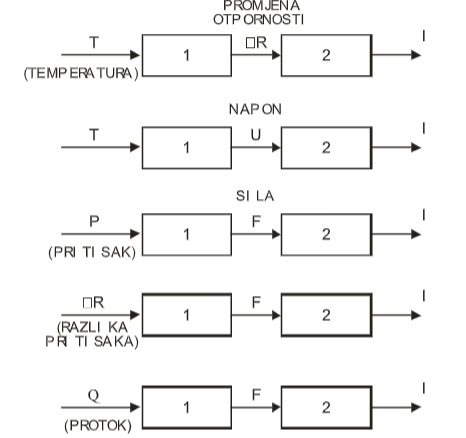 PROMJENA
OTPORNOSTI
T □R I
1 2
(TEMPERATURA)
NAPON
T U I
1 2
SILA
P F I
1 2
(PRITISAK)
□R F I
1 2
(RAZLIKA
PRITISAKA)
Q F I
1 2
(PROTOK)